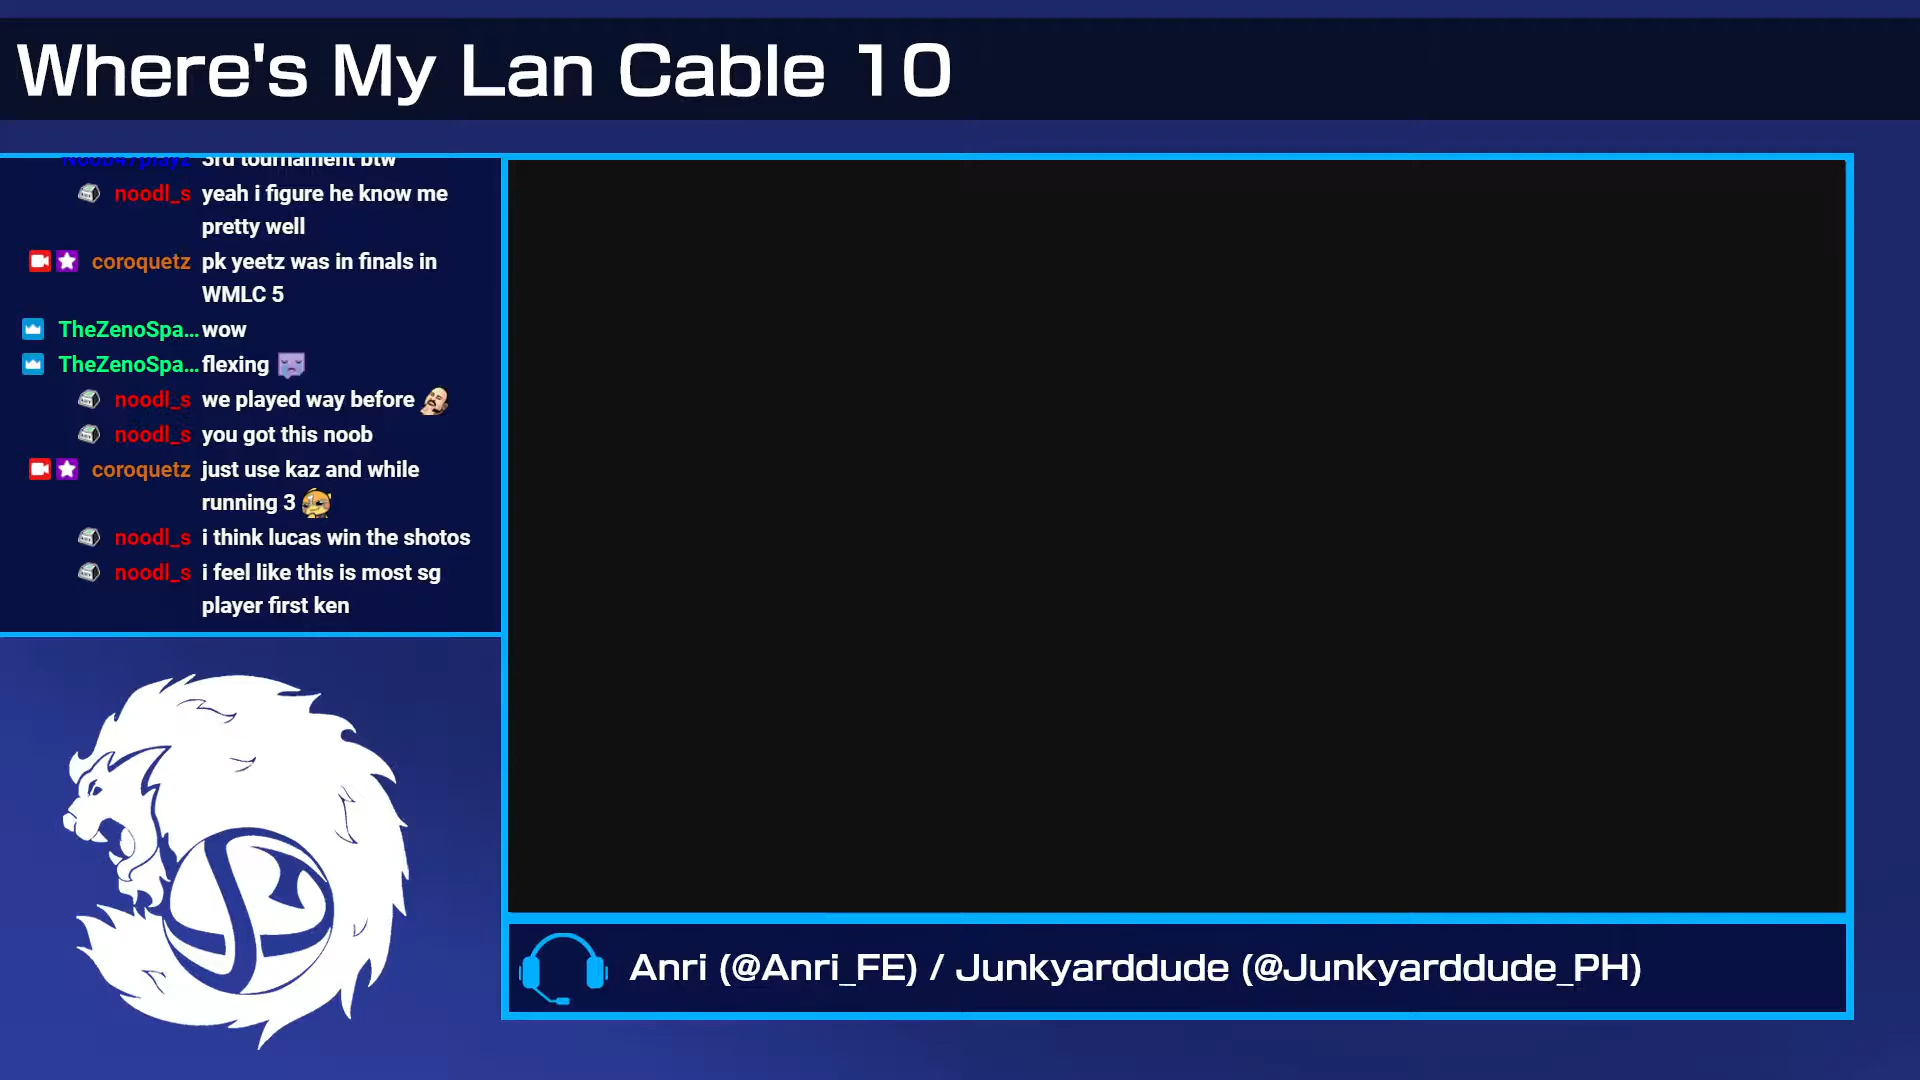 Where's My Lan Cable 10
3rd tournament btw
noodl_s yeah i figure he know me
pretty well
coroquetz pk yeetz was in finals in
WMLC 5
TheZenoSpa... wow
TheZenoSpa... flexing
noodl_s we played way before
noodl_s you got this noob
coroquetz just use kaz and while
running 3
noodl_s i think lucas win the shotos
noodl_s i feel like this is most sg
player first ken
Anri (@Anri_FE) / Junkyarddude (@Junkyarddude_PH)